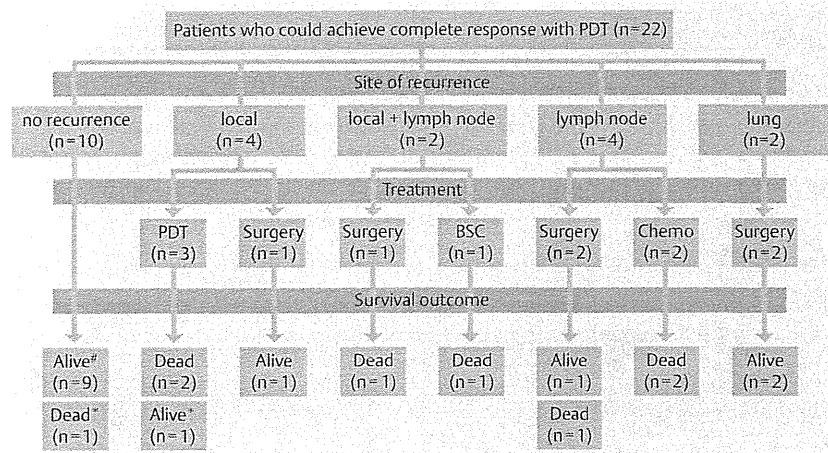 Patients who could achieve complete response with PDT (n=22)
Site of recurrence
no recurrence
(n=10)
local
(n=4)
local + lymph node
(n=2)
lymph node
(n=4)
lung
(n=2)
Treatment
PDT
(n=3)
Surgery
(n=1)
Surgery
(n=1)
BSC
(n=1)
Surgery
(n=2)
Chemo
(n=2)
Surgery
(n=2)
Survival outcome
Alive#
(n=9)
Dead
(n=2)
Alive
(n=1)
Dead
(n=1)
Dead
(n=1)
Alive
(n=1)
Dead
(n=2)
Alive
(n=2)
Dead*
(n=1)
Alive+
(n=1)
Dead
(n=1)